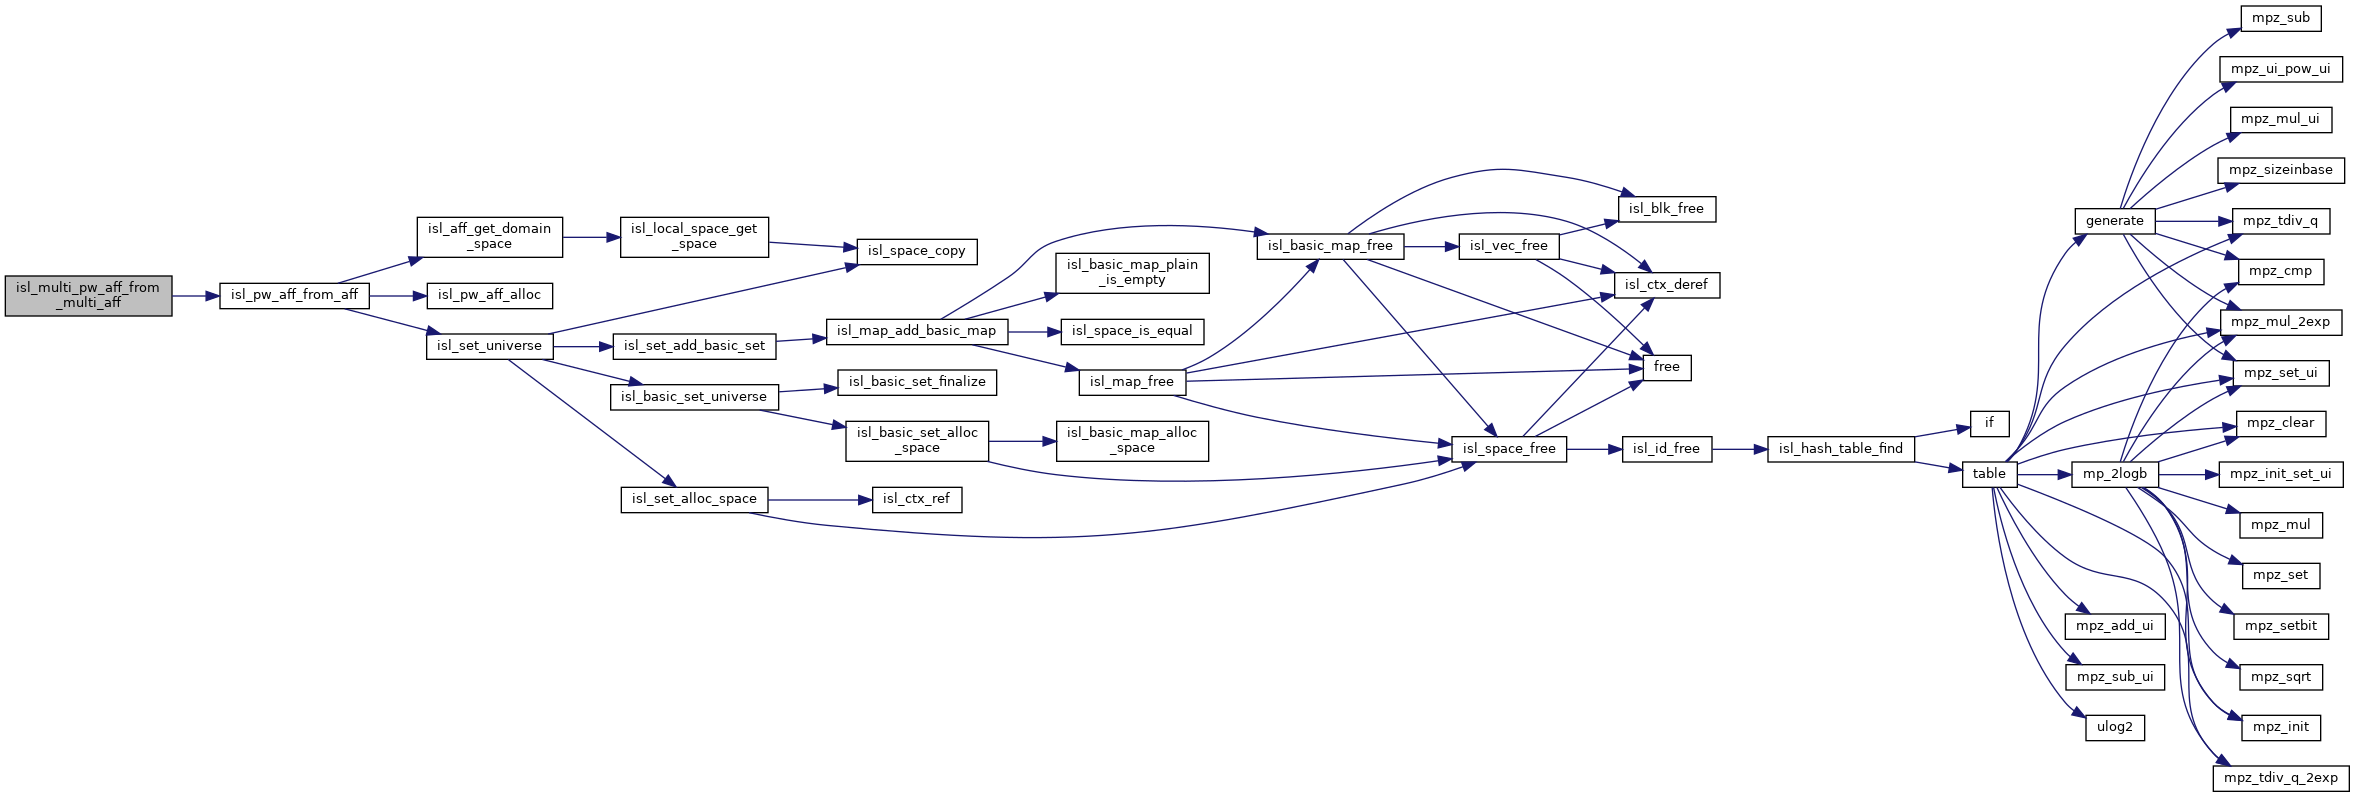 isl_multi_pw_aff_from
_multi_aff
isl_pw_aff_from_aff
isl_aff_get_domain
_space
isl_pw_aff_alloc
isl_set_universe
isl_local_space_get
_space
isl_set_add_basic_set
isl_basic_set_universe
isl_set_alloc_space
isl_space_copy
isl_map_add_basic_map
isl_basic_set_finalize
isl_basic_set_alloc
_space
isl_ctx_ref
isl_basic_map_plain
_is_empty
isl_space_is_equal
isl_map_free
isl_basic_map_alloc
_space
isl_basic_map_free
isl_vec_free
isl_space_free
isl_blk_free
isl_ctx_deref
free
isl_id_free
isl_hash_table_find
if
table
generate
mp_2logb
mpz_add_ui
mpz_sub_ui
ulog2
mpz_sub
mpz_ui_pow_ui
mpz_mul_ui
mpz_sizeinbase
mpz_tdiv_q
mpz_cmp
mpz_mul_2exp
mpz_set_ui
mpz_clear
mpz_init_set_ui
mpz_mul
mpz_set
mpz_setbit
mpz_sqrt
mpz_init
mpz_tdiv_q_2exp